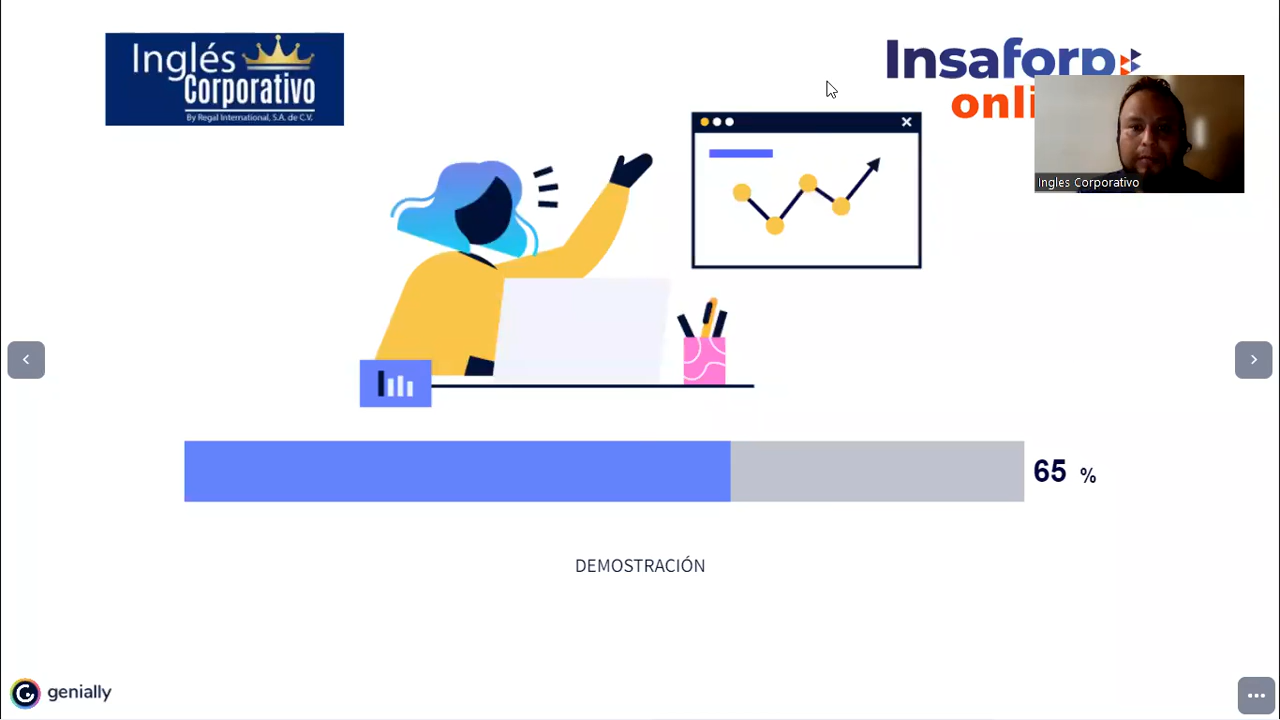 Inglés
Corporativo
By Regal International, S.A. de C.V.
Insaforp
Ingles Corporativo
65 %
DEMOSTRACIÓN
genially